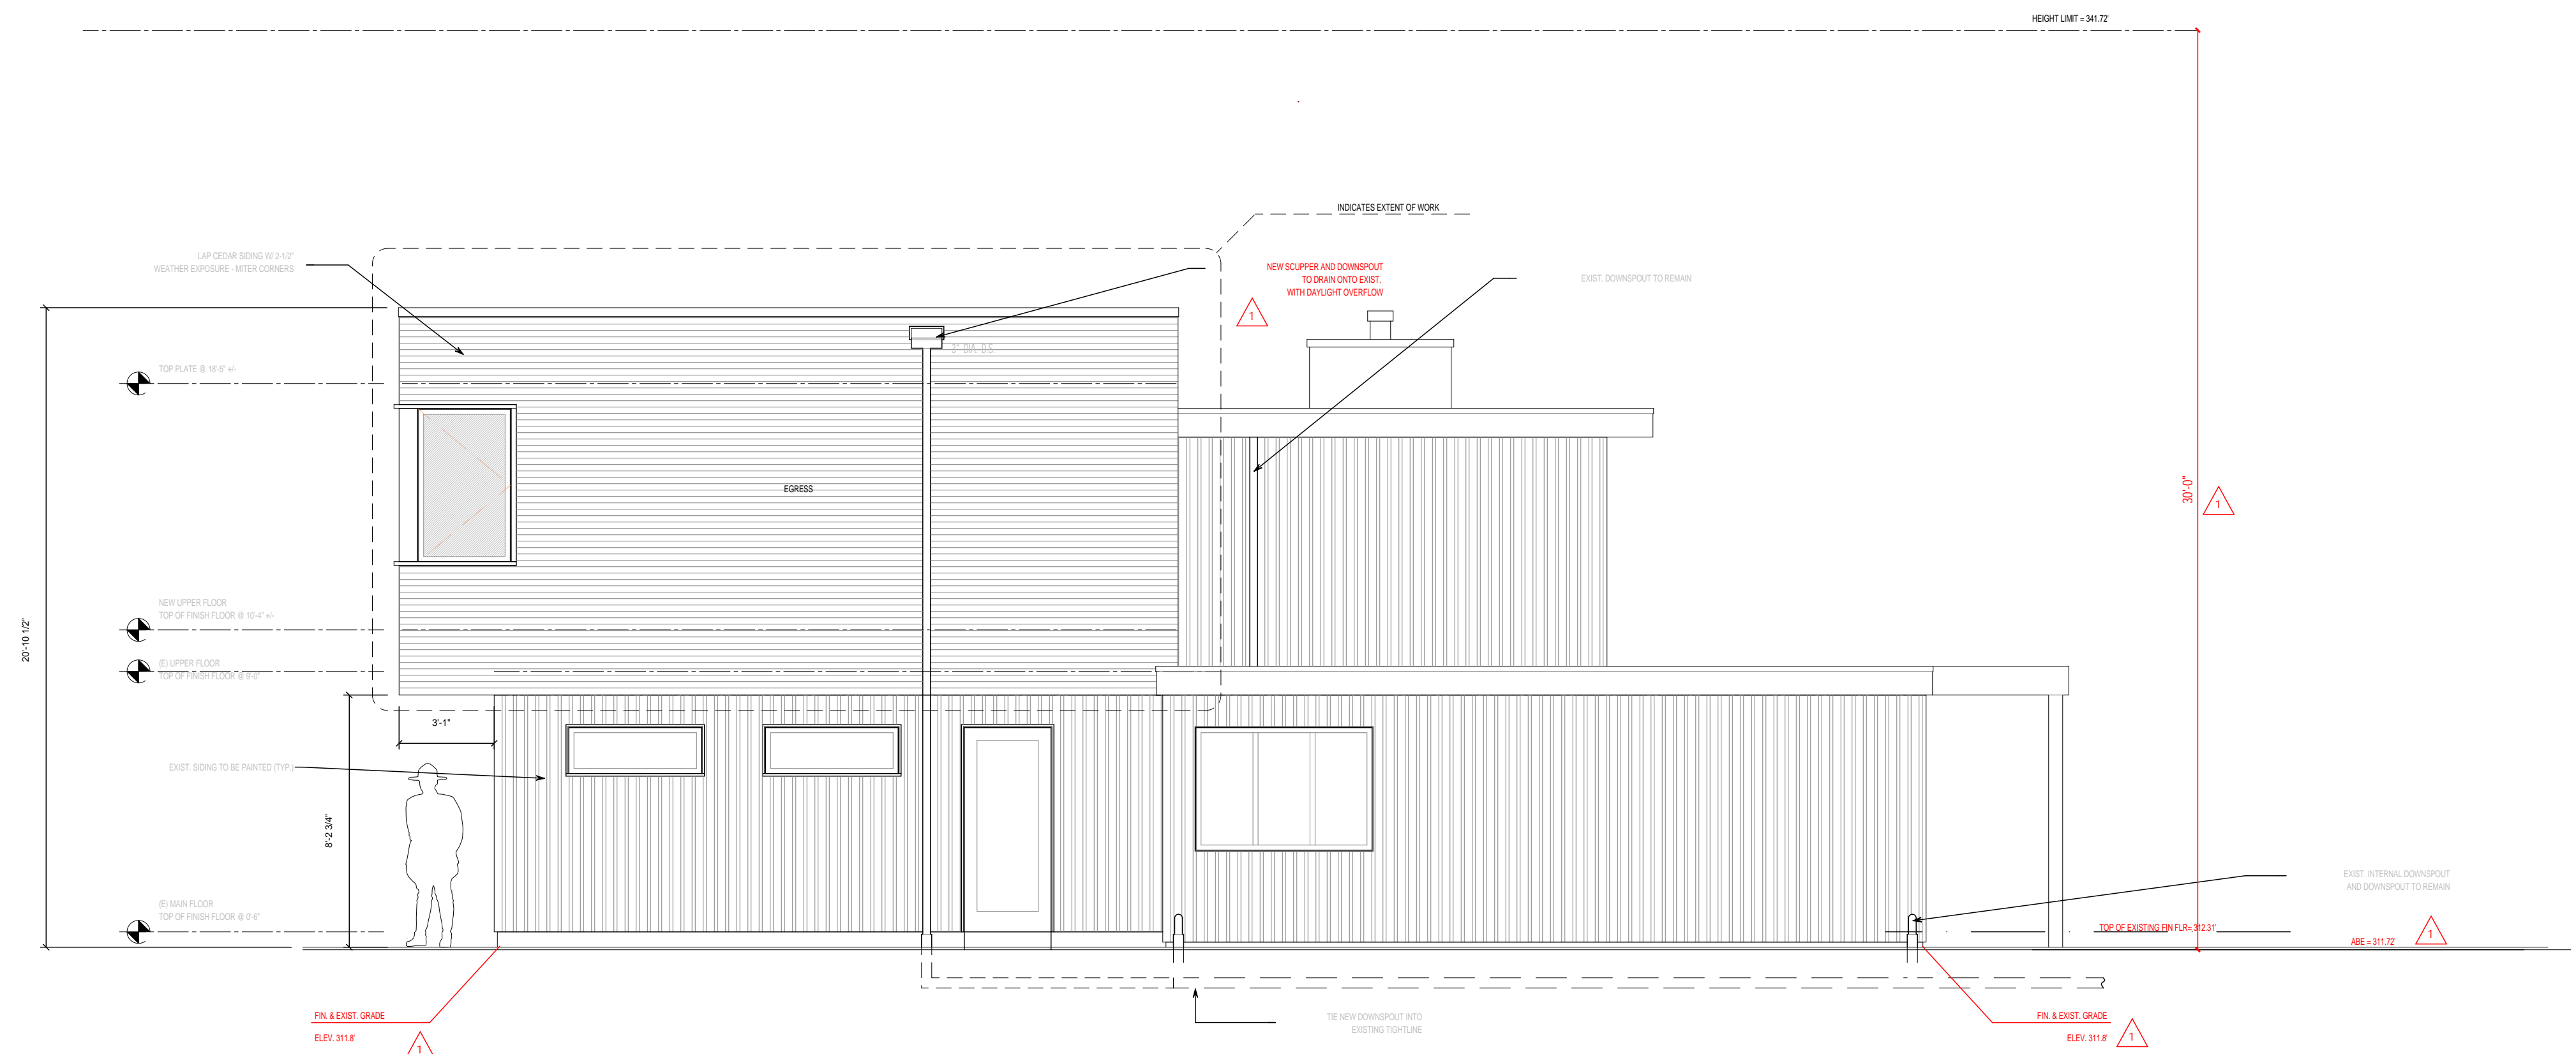 HEIGHT LIMIT = 341.72'
INDICATES EXTENT OF WORK
LAP CEDAR SIDING W/ 2-1/2"
WEATHER EXPOSURE - MITER CORNERS
NEW SCUPPER AND DOWNSPOUT
TO DRAIN ONTO EXIST.
WITH DAYLIGHT OVERFLOW
1
EXIST. DOWNSPOUT TO REMAIN
3" DIA. D.S.
TOP PLATE @ 18'-5" +/-
EGRESS
30'-0"
1
NEW UPPER FLOOR
TOP OF FINISH FLOOR @ 10'-4" +/-
20'-10 1/2"
(E) UPPER FLOOR
TOP OF FINISH FLOOR @ 9'-0"
3'-1"
EXIST. SIDING TO BE PAINTED (TYP.)
8'-2 3/4"
EXIST. INTERNAL DOWNSPOUT
AND DOWNSPOUT TO REMAIN
(E) MAIN FLOOR
TOP OF FINISH FLOOR @ 0'-6"
TOP OF EXISTING FIN FLR= 312.31'
ABE = 311.72'
1
FIN. & EXIST. GRADE
ELEV. 311.8'
1
TIE NEW DOWNSPOUT INTO
EXISTING TIGHTLINE
FIN. & EXIST. GRADE
ELEV. 311.8'
1